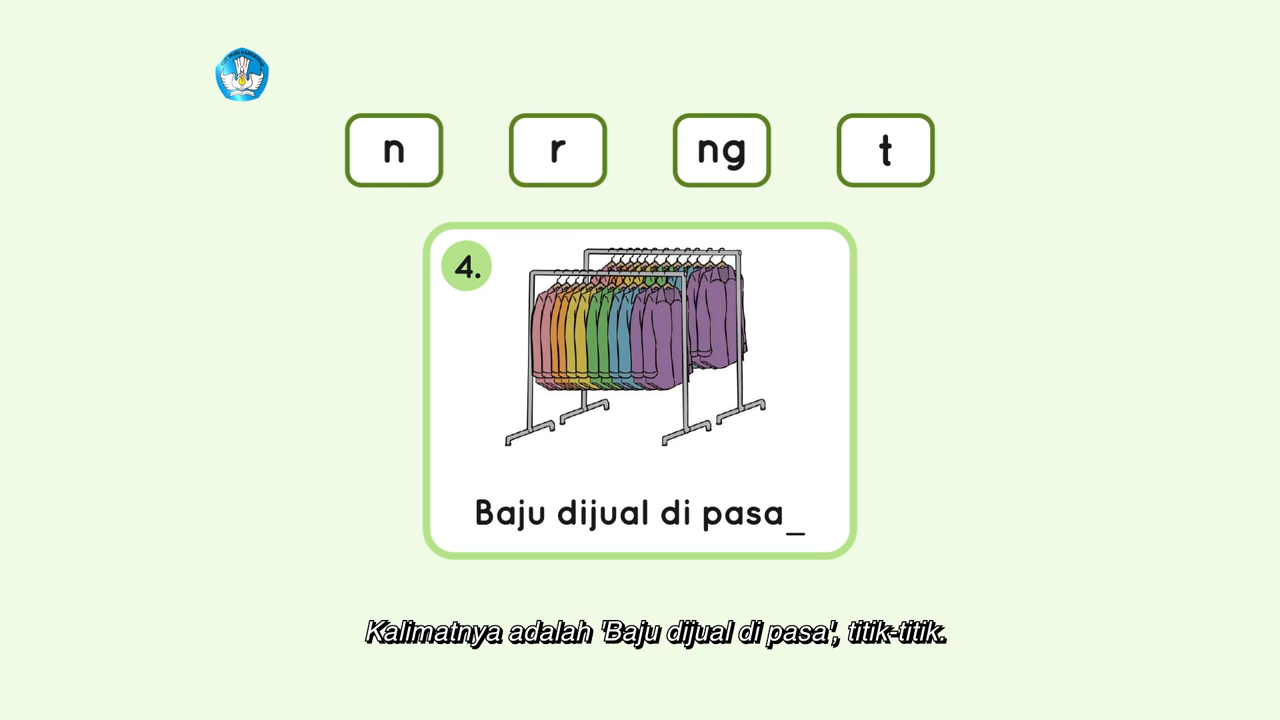 n r ng t
4.
Baju dijual di pasa_
Kalimatnya adalah 'Baju dijual di pasa', titik-titik.